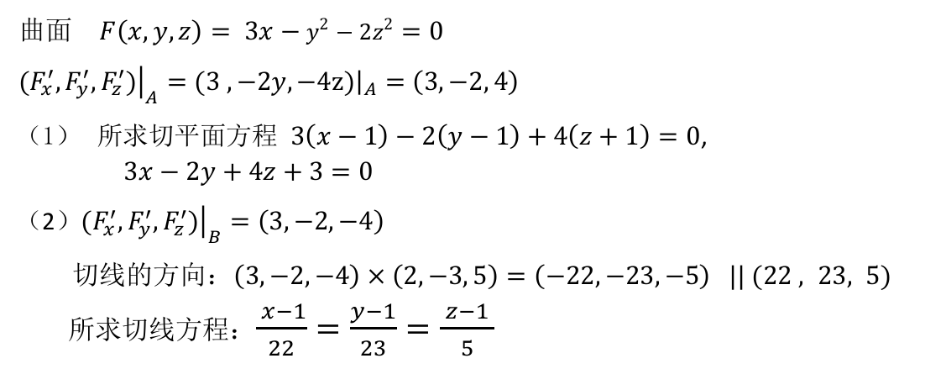 曲面 F(x,y,z) = 3x − y² − 2z² = 0
(F′ₓ,F′ᵧ,F′_z)|_A = (3 ,−2y,−4z)|_A = (3,−2,4)
（1） 所求切平面方程 3(x − 1) − 2(y − 1) + 4(z + 1) = 0,
3x − 2y + 4z + 3 = 0
（2）(F′ₓ,F′ᵧ,F′_z)|_B = (3,−2,−4)
切线的方向：(3,−2,−4) × (2,−3,5) = (−22,−23,−5) ||(22 , 23, 5)
所求切线方程：(x−1)/22 = (y−1)/23 = (z−1)/5